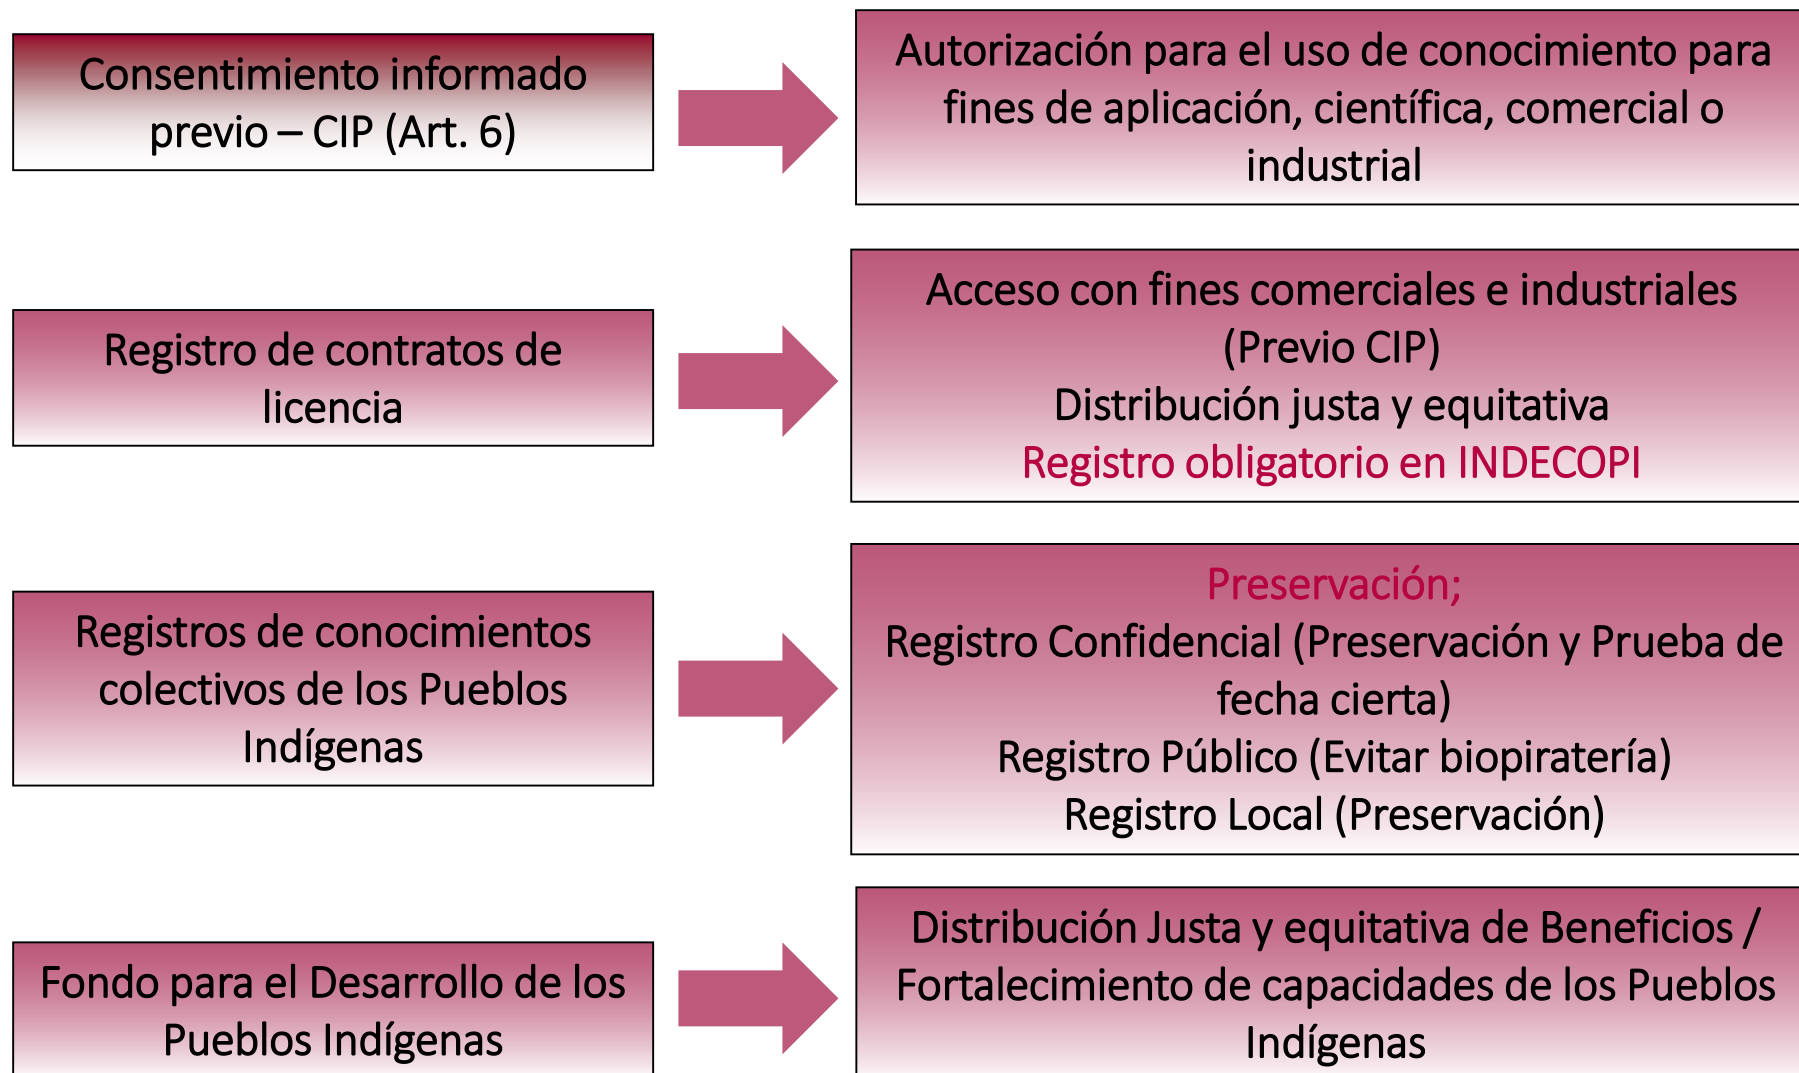 Consentimiento informado
previo – CIP (Art. 6)
Autorización para el uso de conocimiento para
fines de aplicación, científica, comercial o
industrial
Registro de contratos de
licencia
Acceso con fines comerciales e industriales
(Previo CIP)
Distribución justa y equitativa
Registro obligatorio en INDECOPI
Registros de conocimientos
colectivos de los Pueblos
Indígenas
Preservación;
Registro Confidencial (Preservación y Prueba de
fecha cierta)
Registro Público (Evitar biopiratería)
Registro Local (Preservación)
Fondo para el Desarrollo de los
Pueblos Indígenas
Distribución Justa y equitativa de Beneficios /
Fortalecimiento de capacidades de los Pueblos
Indígenas